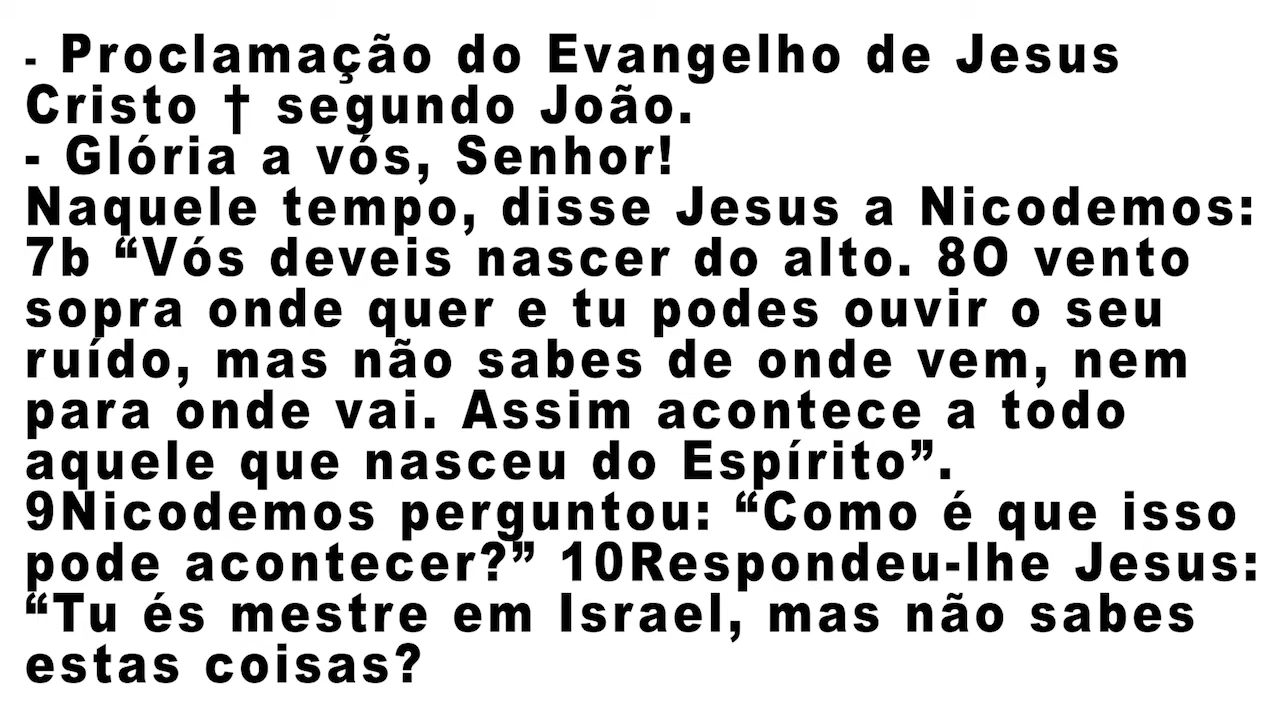 - Proclamação do Evangelho de Jesus
Cristo † segundo João.
- Glória a vós, Senhor!
Naquele tempo, disse Jesus a Nicodemos:
7b “Vós deveis nascer do alto. 8O vento
sopra onde quer e tu podes ouvir o seu
ruído, mas não sabes de onde vem, nem
para onde vai. Assim acontece a todo
aquele que nasceu do Espírito”.
9Nicodemos perguntou: “Como é que isso
pode acontecer?” 10Respondeu-lhe Jesus:
“Tu és mestre em Israel, mas não sabes
estas coisas?